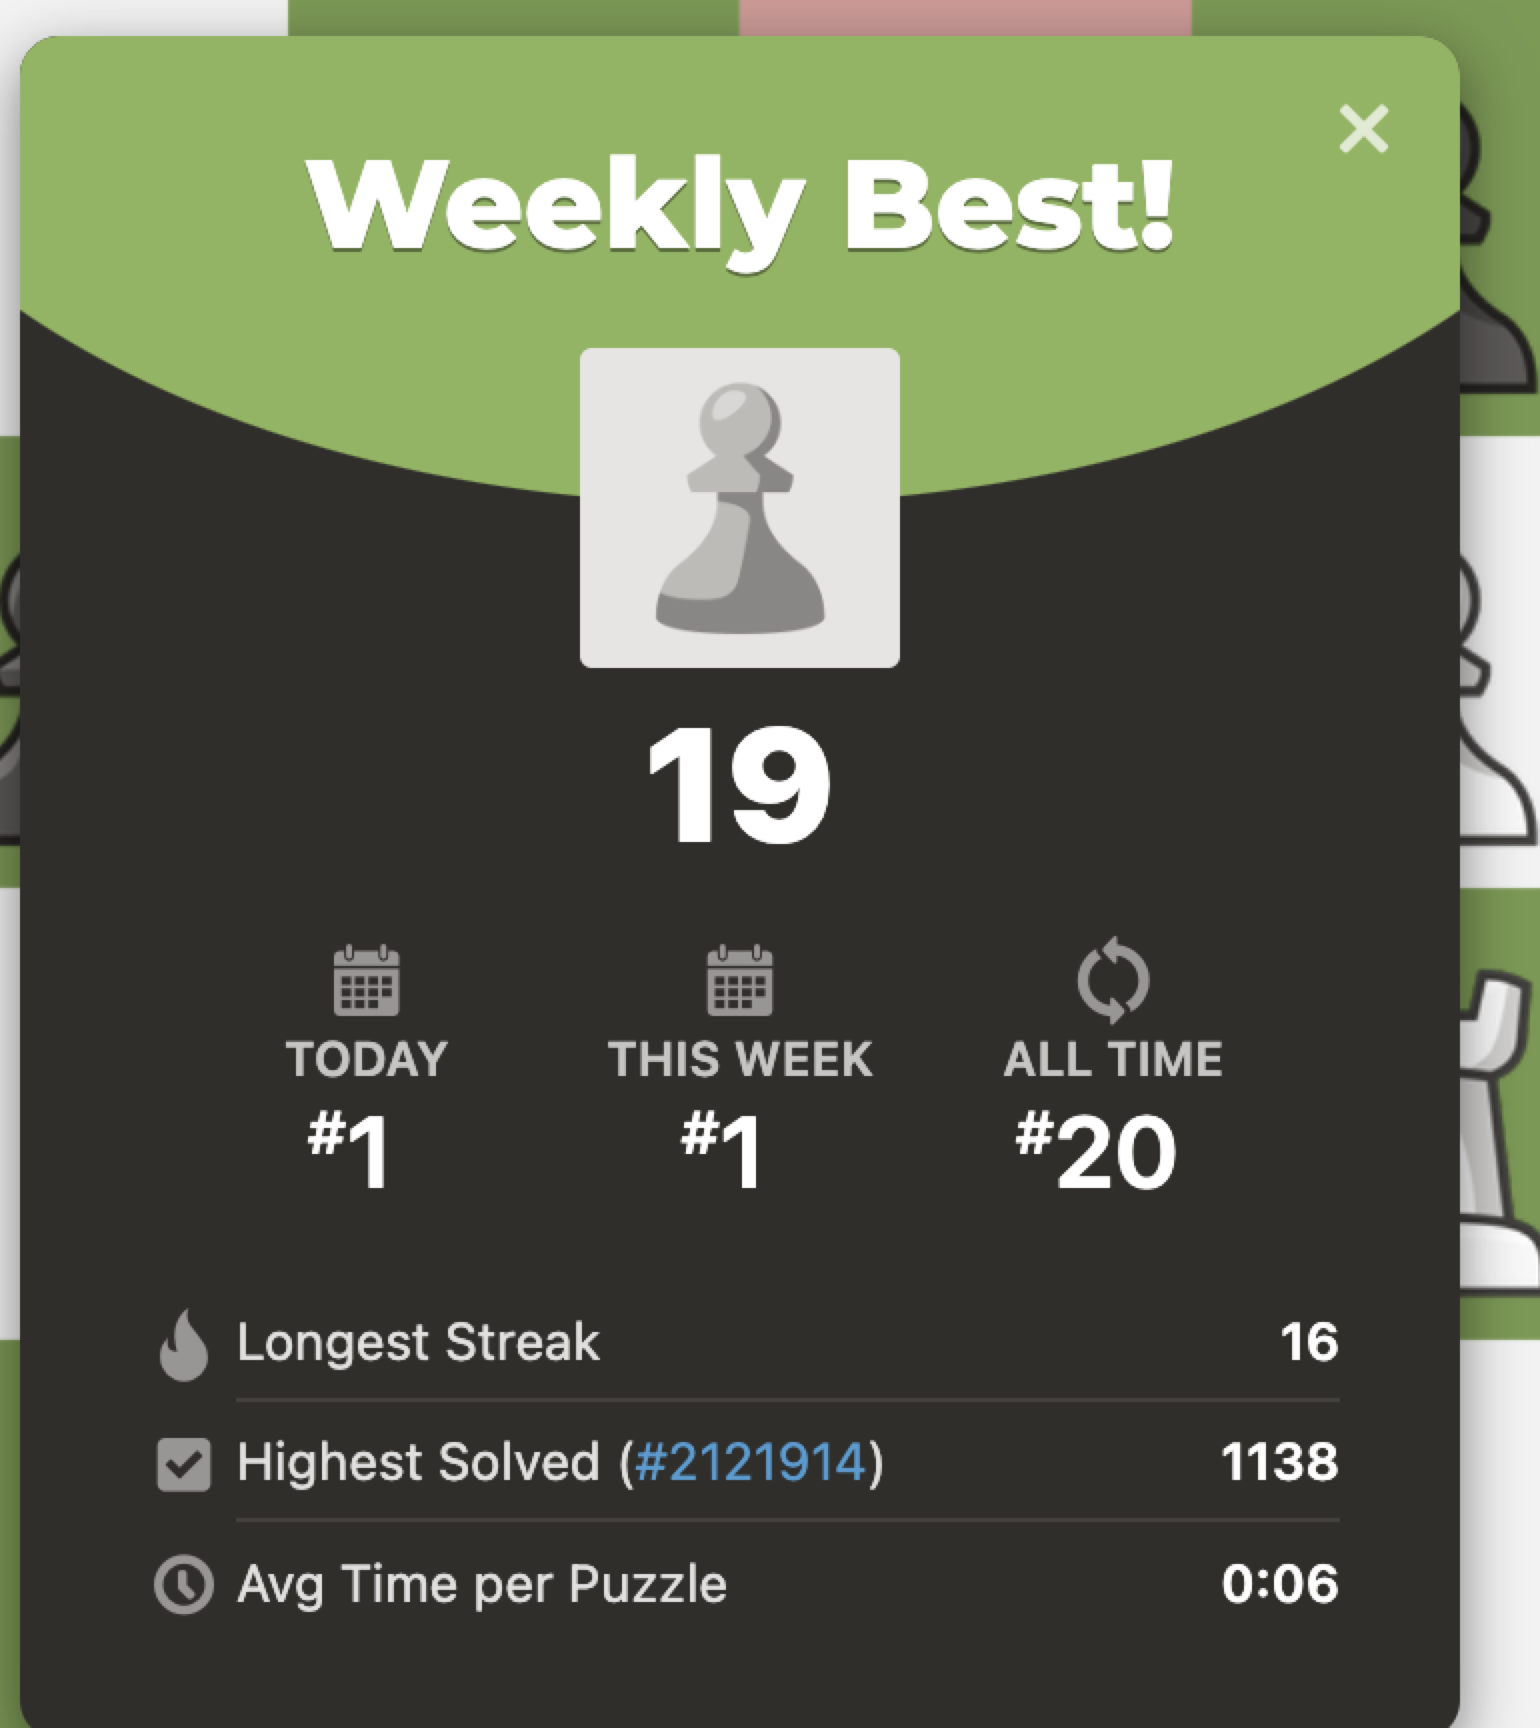 Weekly Best!
19
TODAY
#1
THIS WEEK
#1
ALL TIME
#20
Longest Streak 16
Highest Solved (#2121914) 1138
Avg Time per Puzzle 0:06